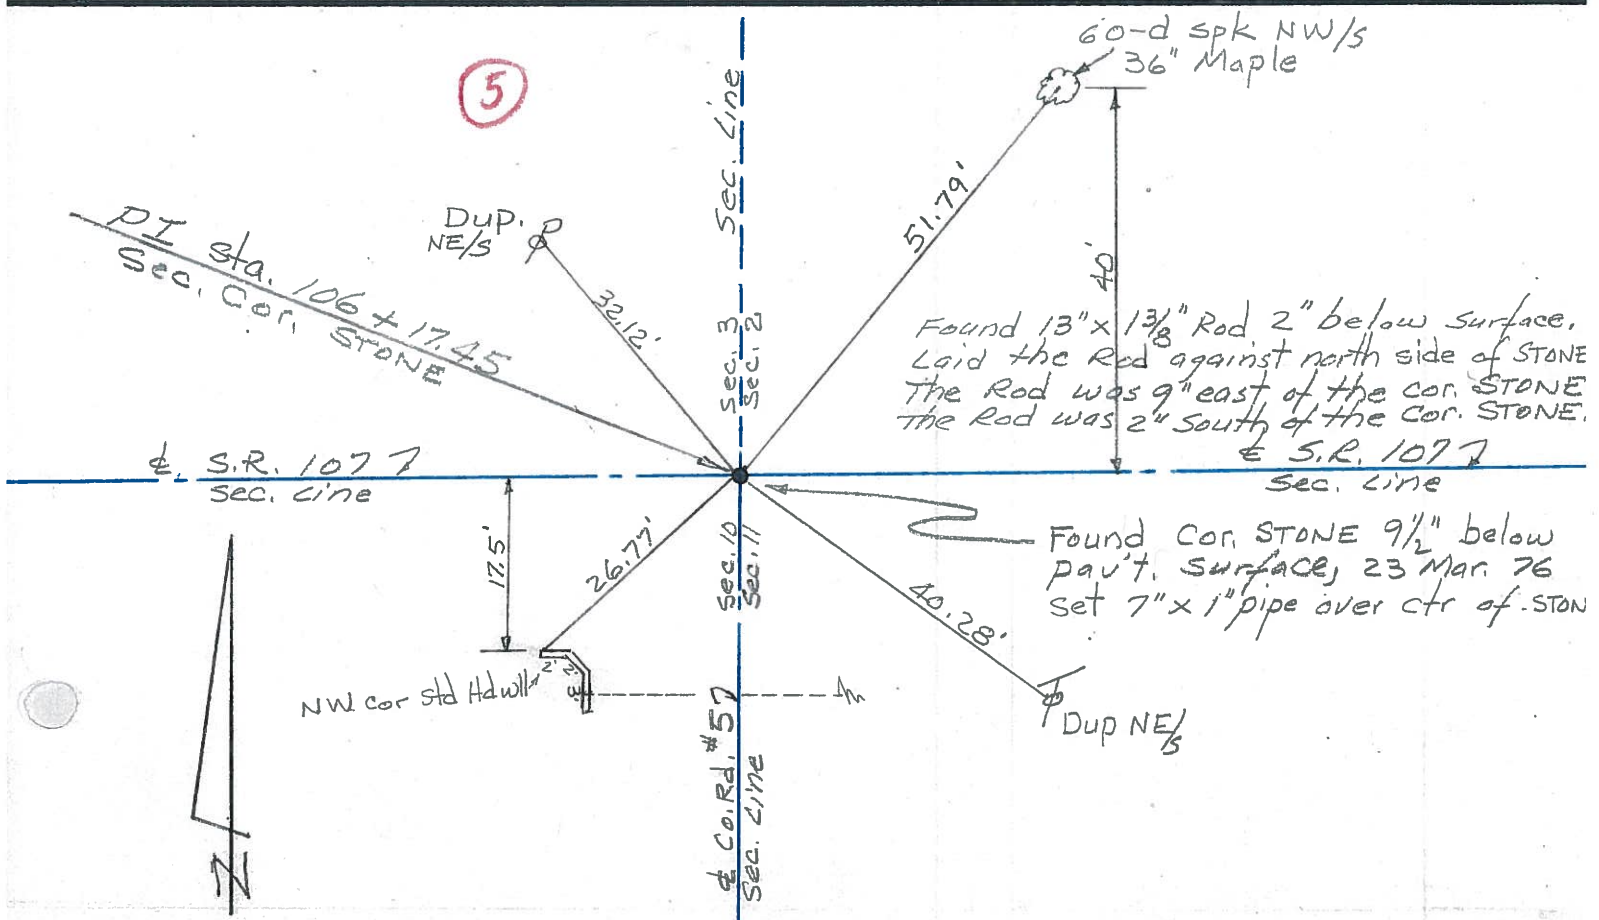 60-d spk NW/S
36" Maple
5
Sec. Line
51.79'
Dup.
NE/S
PI sta. 106 + 17.45
Sec. Cor. STONE
32.12'
40'
Sec. 3
Sec. 2
Found 13" x 1 3/8" Rod 2" below surface.
Laid the Rod against north side of STONE
The Rod was 9" east of the cor. STONE
The Rod was 2" South of the Cor. STONE.
℄ S.R. 1077
Sec. Line
℄ S.R. 1077
Sec. Line
17.5'
26.77'
Sec. 10
Sec. 11
Found Cor. STONE 9 1/2" below
pav't. surface, 23 Mar. 76
set 7" x 1" pipe over ctr of STON
40.28'
2' 2' 3'
NW cor std Hdwll
Dup NE/S
℄ Co. Rd. #57
Sec. Line
N